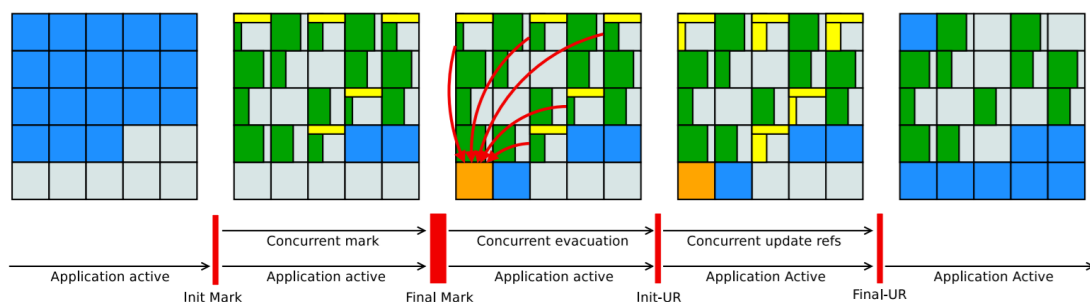 Concurrent mark
Concurrent evacuation
Concurrent update refs
Application active
Application active
Application active
Application Active
Application Active
Init Mark
Final Mark
Init-UR
Final-UR